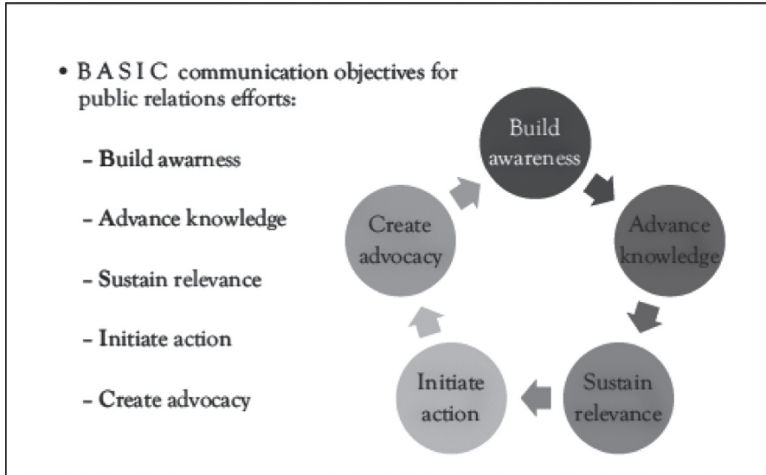 • B A S I C communication objectives for
public relations efforts:
– Build awarness
– Advance knowledge
– Sustain relevance
– Initiate action
– Create advocacy
Build
awareness
Advance
knowledge
Sustain
relevance
Initiate
action
Create
advocacy